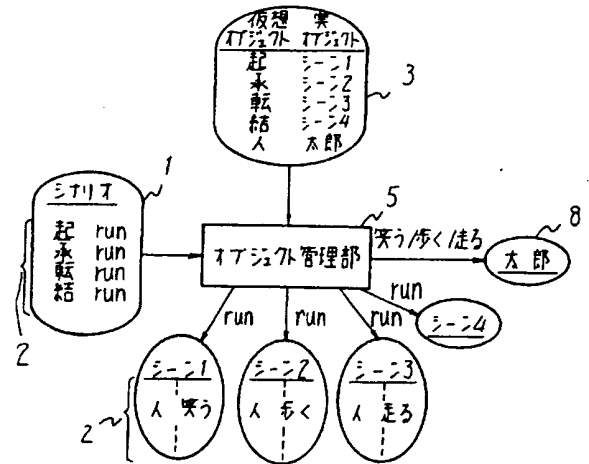 仮想 実
オブジェクト オブジェクト
起 シーン1
承 シーン2
転 シーン3
結 シーン4
人 太郎
3
1
シナリオ
起 run
承 run
転 run
結 run
2
5
オブジェクト管理部
笑う/歩く/走る
8
太郎
run
run
run
run
シーン4
シーン1
人 笑う
シーン2
人 歩く
シーン3
人 走る
2